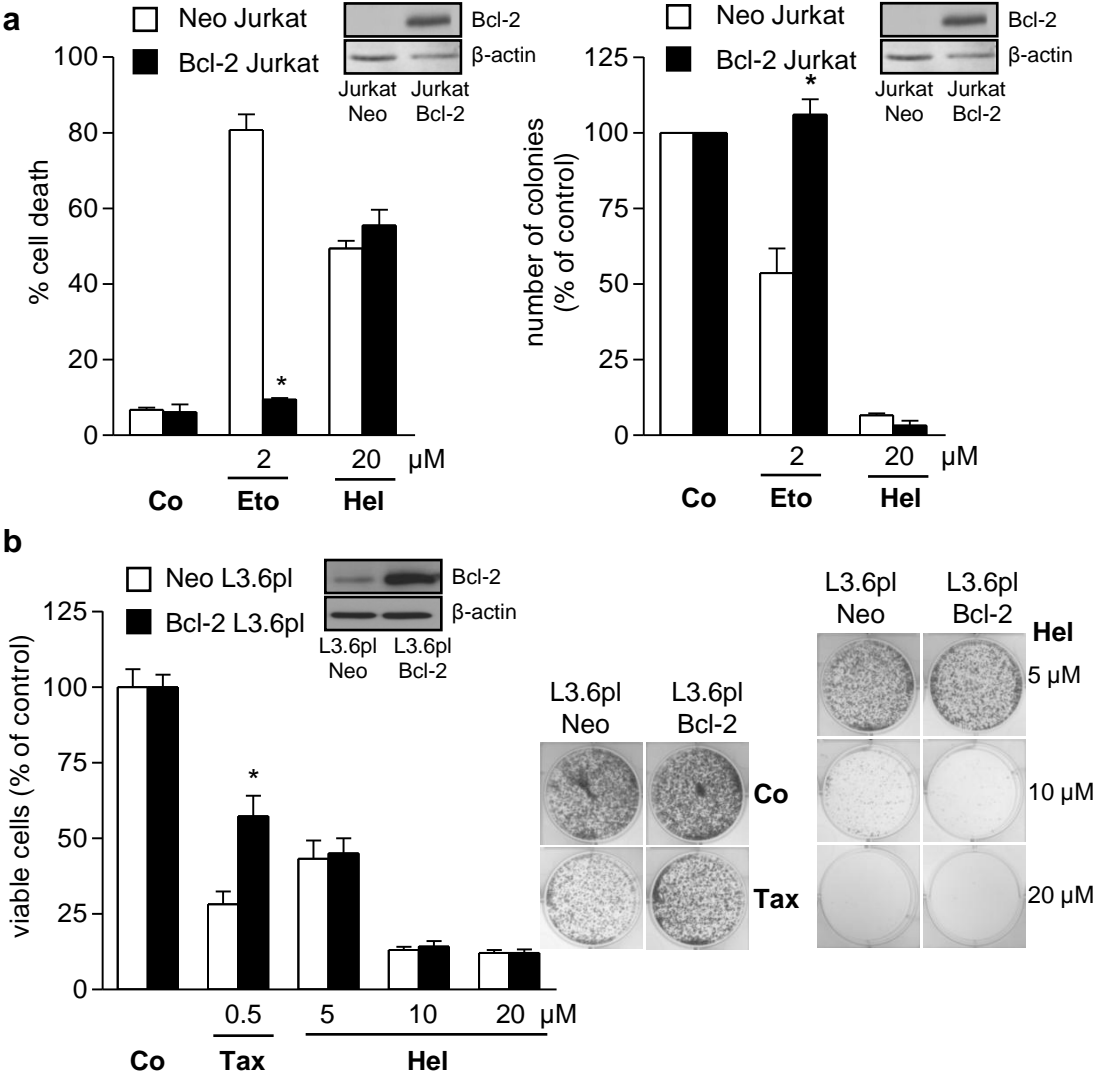 a
Neo Jurkat
Bcl-2 Jurkat
Bcl-2
β-actin
Jurkat Jurkat
Neo Bcl-2
100
80
60
40
20
0
% cell death
2 20 µM
Co Eto Hel
*
Neo Jurkat
Bcl-2 Jurkat
Bcl-2
β-actin
Jurkat Jurkat
Neo Bcl-2
125
100
75
50
25
0
number of colonies
(% of control)
*
2 20 µM
Co Eto Hel
b
Neo L3.6pl
Bcl-2 L3.6pl
Bcl-2
β-actin
L3.6pl L3.6pl
Neo Bcl-2
125
100
75
50
25
0
viable cells (% of control)
*
0.5 5 10 20 µM
Co Tax Hel
L3.6pl L3.6pl
Neo Bcl-2
Co
Tax
L3.6pl L3.6pl
Neo Bcl-2
Hel
5 µM
10 µM
20 µM